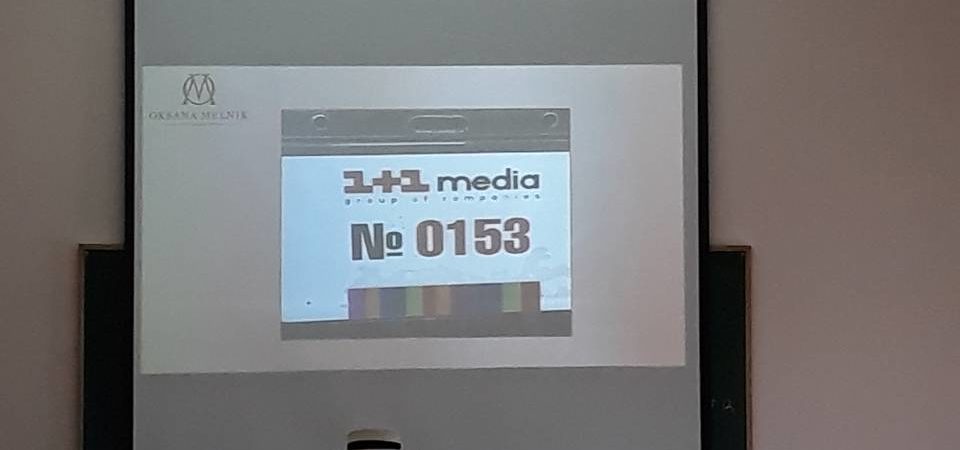 OKSANA MELNIK
1+1 media
group of companies
№ 0153